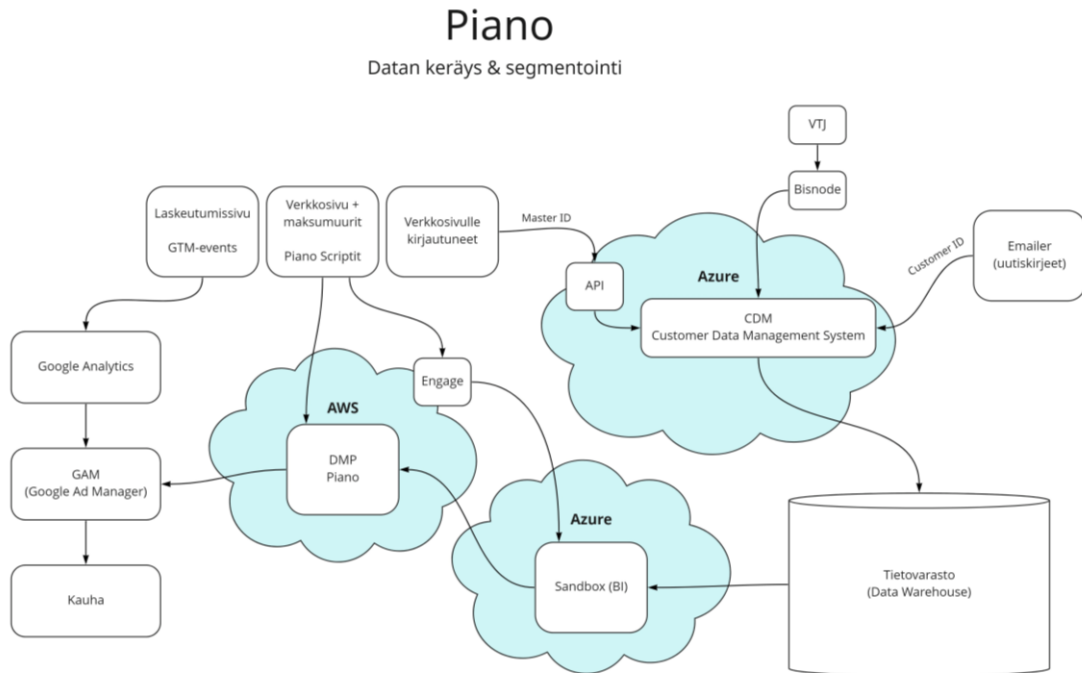 Piano
Datan keräys & segmentointi
VTJ
Bisnode
Laskeutumissivu
GTM-events
Verkkosivu +
maksumuurit
Piano Scriptit
Verkkosivulle
kirjautuneet
Master ID
API
Azure
CDM
Customer Data Management System
Customer ID
Emailer
(uutiskirjeet)
Google Analytics
Engage
AWS
DMP
Piano
GAM
(Google Ad Manager)
Azure
Sandbox (BI)
Tietovarasto
(Data Warehouse)
Kauha